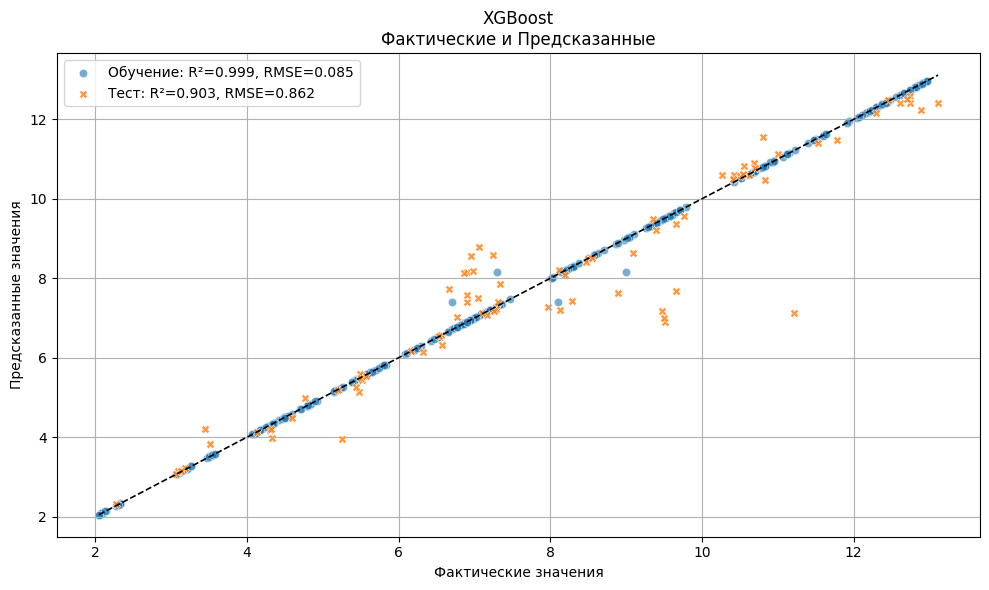 XGBoost
Фактические и Предсказанные
Обучение: R²=0.999, RMSE=0.085
Тест: R²=0.903, RMSE=0.862
Предсказанные значения
12
10
8
6
4
2
2
4
6
8
10
12
Фактические значения